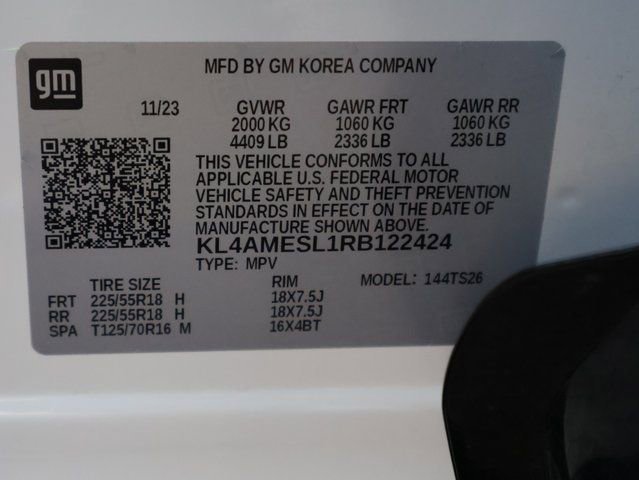 gm
MFD BY GM KOREA COMPANY
11/23 GVWR GAWR FRT GAWR RR
2000 KG 1060 KG 1060 KG
4409 LB 2336 LB 2336 LB
THIS VEHICLE CONFORMS TO ALL
APPLICABLE U.S. FEDERAL MOTOR
VEHICLE SAFETY AND THEFT PREVENTION
STANDARDS IN EFFECT ON THE DATE OF
MANUFACTURE SHOWN ABOVE.
KL4AMESL1RB122424
TYPE: MPV MODEL: 144TS26
TIRE SIZE RIM
FRT 225/55R18 H 18X7.5J
RR 225/55R18 H 18X7.5J
SPA T125/70R16 M 16X4BT